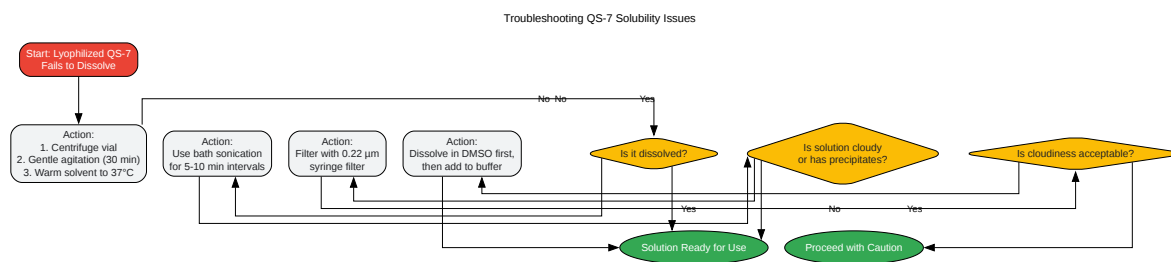 Troubleshooting QS-7 Solubility Issues
Start: Lyophilized QS-7
Fails to Dissolve
No No
Yes
Action:
1. Centrifuge vial
2. Gentle agitation (30 min)
3. Warm solvent to 37°C
Action:
Use bath sonication
for 5-10 min intervals
Action:
Filter with 0.22 µm
syringe filter
Action:
Dissolve in DMSO first,
then add to buffer
Is it dissolved?
Is solution cloudy
or has precipitates?
Is cloudiness acceptable?
Yes
No
Yes
Solution Ready for Use
Proceed with Caution